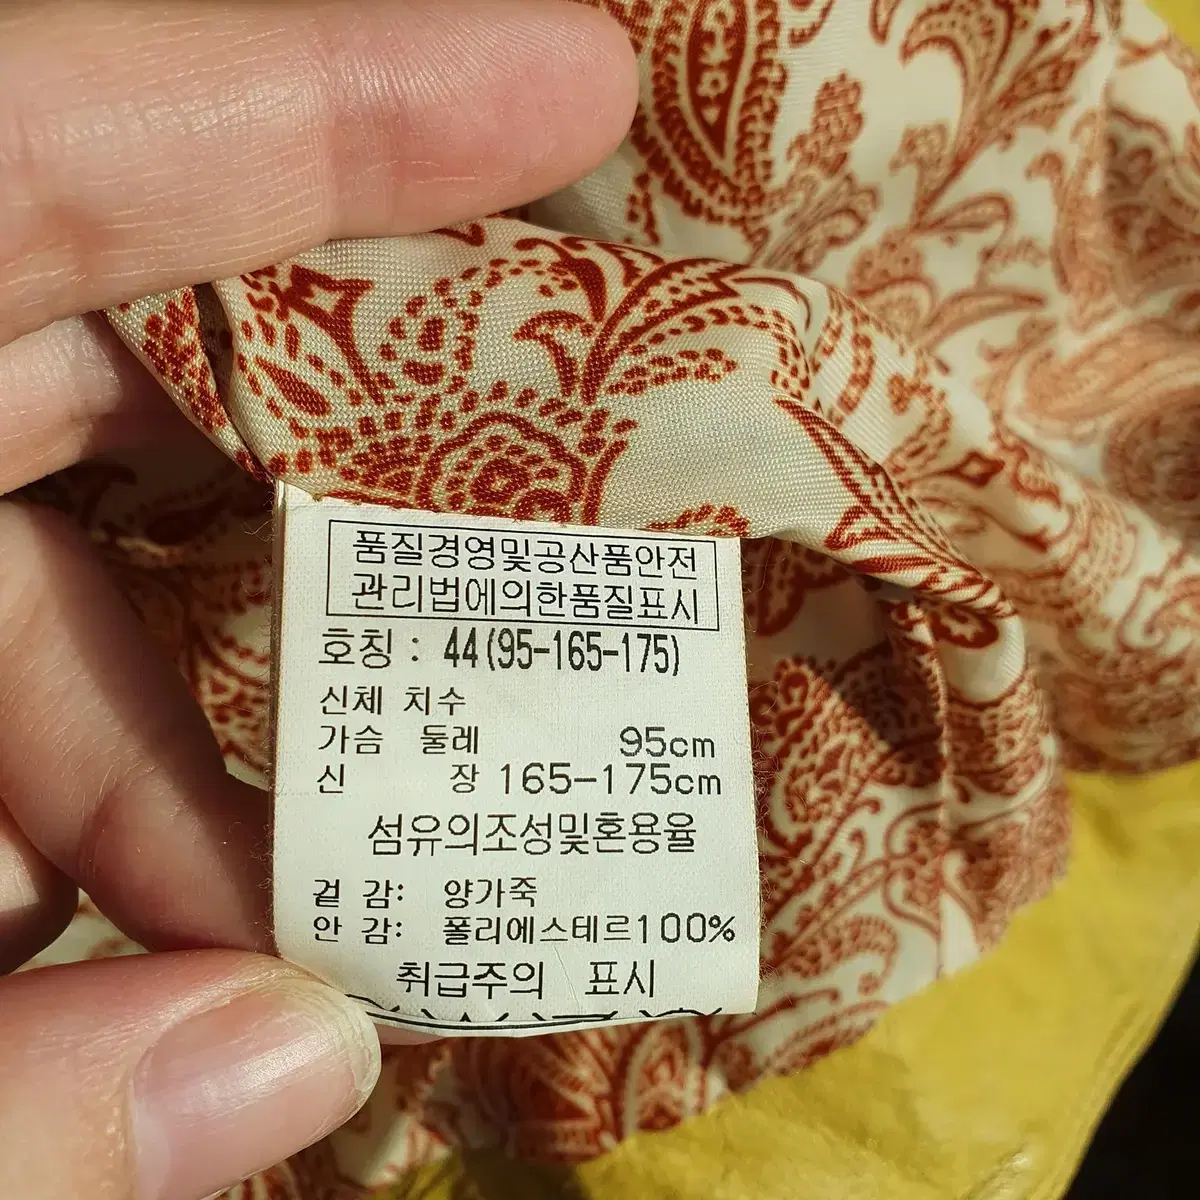 품질경영및공산품안전
관리법에의한품질표시
호칭 : 44(95-165-175)
신체 치수
가슴 둘레 95cm
신 장 165-175cm
섬유의조성및혼용율
겉 감: 양가죽
안 감: 폴리에스테르100%
취급주의 표시